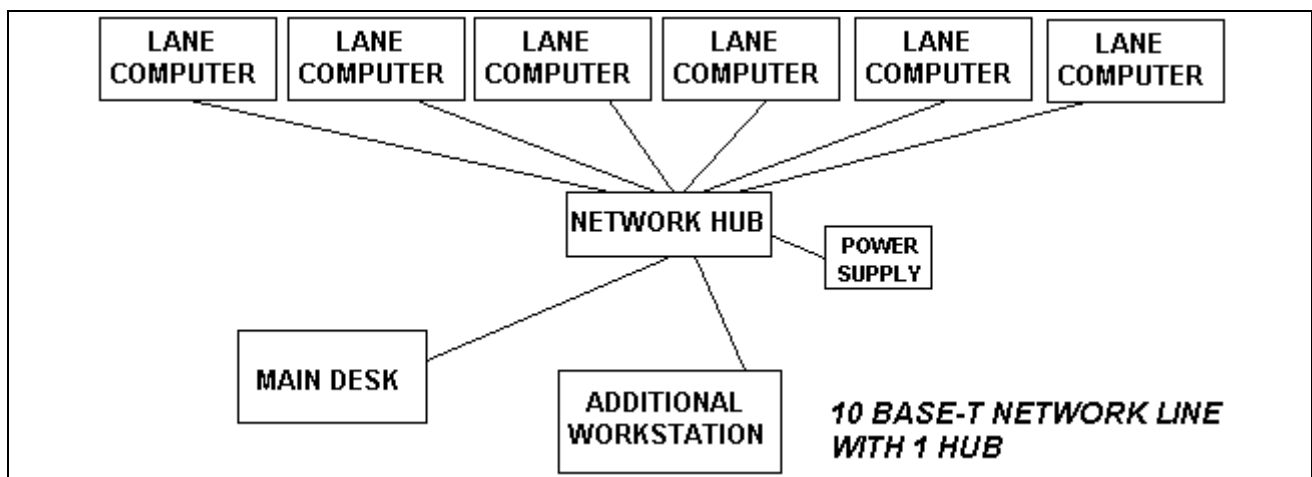 LANE
COMPUTER
LANE
COMPUTER
LANE
COMPUTER
LANE
COMPUTER
LANE
COMPUTER
LANE
COMPUTER
NETWORK HUB
POWER
SUPPLY
MAIN DESK
ADDITIONAL
WORKSTATION
10 BASE-T NETWORK LINE
WITH 1 HUB